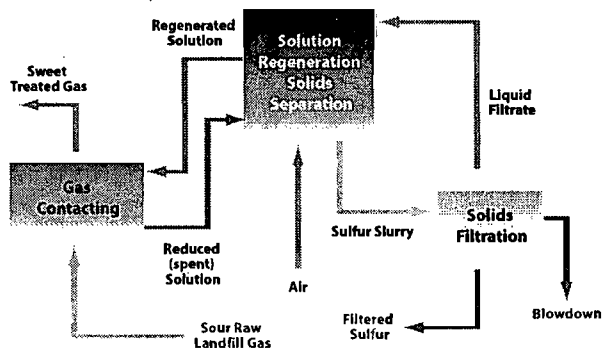 Regenerated
Solution
Solution
Regeneration
Solids
Separation
Sweet
Treated Gas
Liquid
Filtrate
Gas
Contacting
Solids
Filtration
Sulfur Slurry
Reduced
(spent)
Solution
Air
Blowdown
Filtered
Sulfur
Sour Raw
Landfill Gas